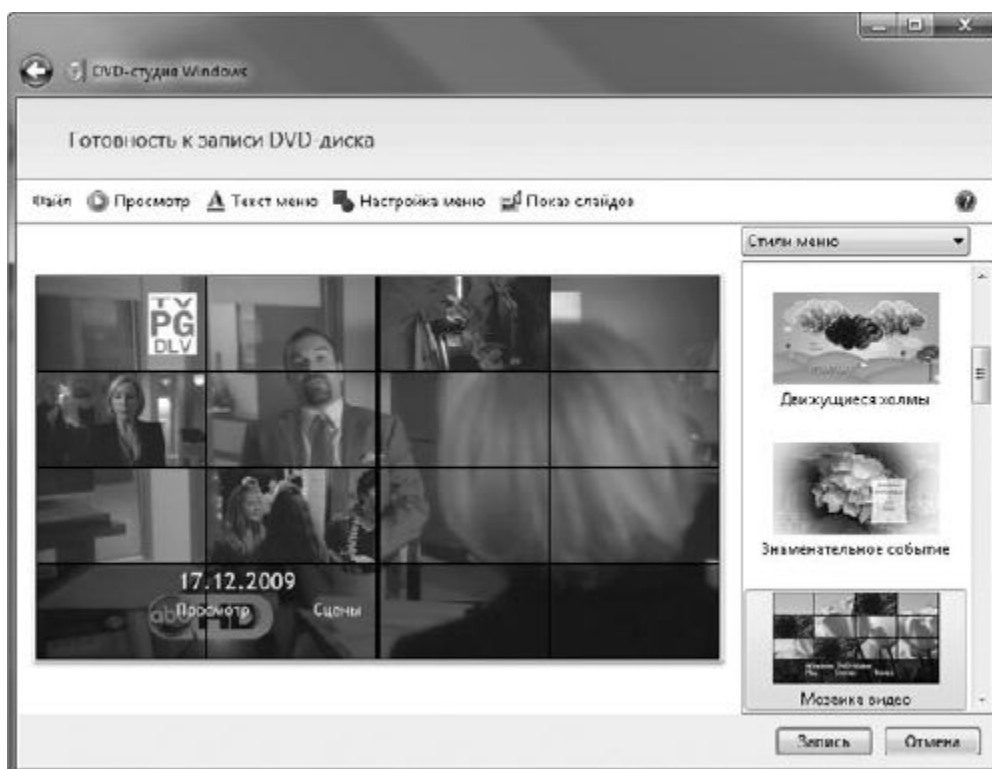 DVD-студия Windows
Готовность к записи DVD-диска
Файл Просмотр Текст меню Настройка меню Показ слайдов
Стили меню
TV
PG
DLV
Движущиеся холмы
Знаменательное событие
17.12.2009
Просмотр Сцены
abc HD
Мозаика видео
Запись Отмена